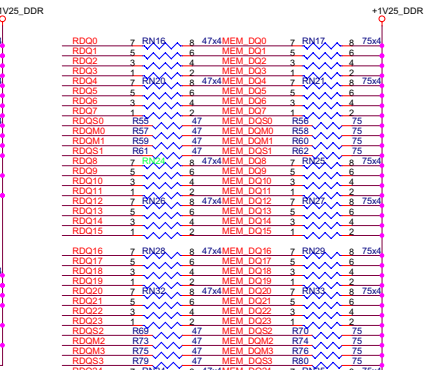 1V25_DDR +1V25_DDR
RDQ0 7 RN16 8 47x4 MEM_DQ0 7 RN17 8 75x4
RDQ1 5 6 MEM_DQ1 5 6
RDQ2 3 4 MEM_DQ2 3 4
RDQ3 1 2 MEM_DQ3 1 2
RDQ4 7 RN20 8 47x4 MEM_DQ4 7 RN21 8 75x4
RDQ5 5 6 MEM_DQ5 5 6
RDQ6 3 4 MEM_DQ6 3 4
RDQ7 1 2 MEM_DQ7 1 2
RDQS0 R55 47 MEM_DQS0 R56 75
RDQM0 R57 47 MEM_DQM0 R58 75
RDQM1 R59 47 MEM_DQM1 R60 75
RDQS1 R61 47 MEM_DQS1 R62 75
RDQ8 7 8 47x4 MEM_DQ8 7 RN25 8 75x4
RDQ9 5 6 MEM_DQ9 5 6
RDQ10 3 4 MEM_DQ10 3 4
RDQ11 1 2 MEM_DQ11 1 2
RDQ12 7 RN26 8 47x4 MEM_DQ12 7 RN27 8 75x4
RDQ13 5 6 MEM_DQ13 5 6
RDQ14 3 4 MEM_DQ14 3 4
RDQ15 1 2 MEM_DQ15 1 2
RDQ16 7 RN28 8 47x4 MEM_DQ16 7 RN29 8 75x4
RDQ17 5 6 MEM_DQ17 5 6
RDQ18 3 4 MEM_DQ18 3 4
RDQ19 1 2 MEM_DQ19 1 2
RDQ20 7 RN32 8 47x4 MEM_DQ20 7 RN33 8 75x4
RDQ21 5 6 MEM_DQ21 5 6
RDQ22 3 4 MEM_DQ22 3 4
RDQ23 1 2 MEM_DQ23 1 2
RDQS2 R69 47 MEM_DQS2 R70 75
RDQM2 R73 47 MEM_DQM2 R74 75
RDQM3 R75 47 MEM_DQM3 R76 75
RDQS3 R79 47 MEM_DQS3 R80 75